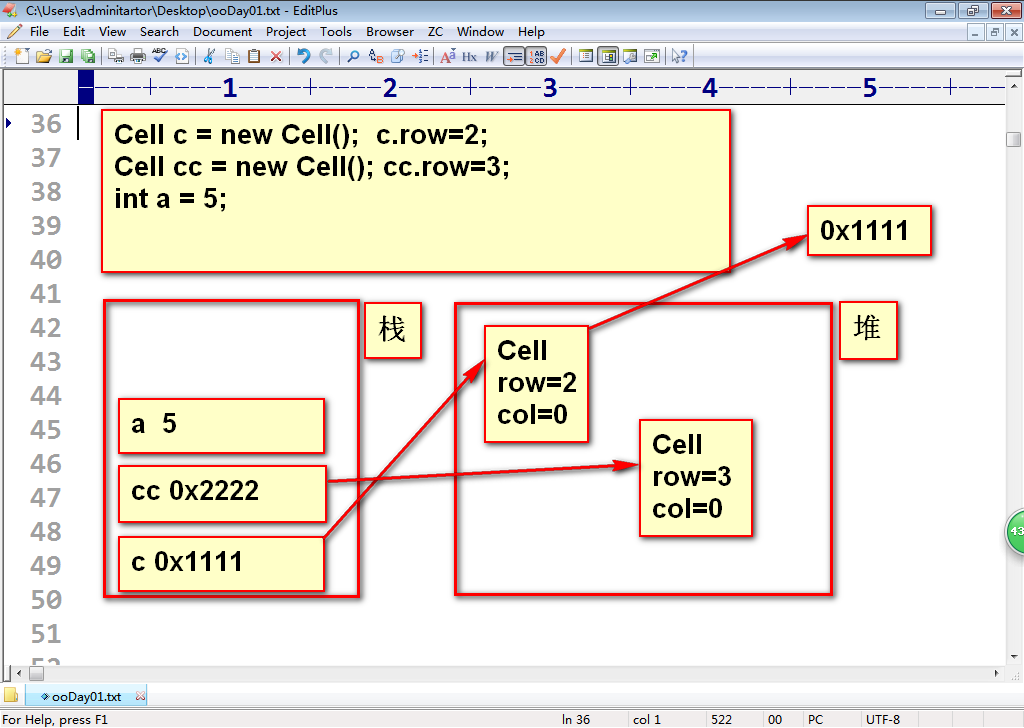 C:\Users\adminitartor\Desktop\ooDay01.txt - EditPlus
File Edit View Search Document Project Tools Browser ZC Window Help
1 2 3 4 5
36
37
38
39
40
41
42
43
44
45
46
47
48
49
50
51
Cell c = new Cell();  c.row=2;
Cell cc = new Cell(); cc.row=3;
int a = 5;
0x1111
栈
堆
Cell
row=2
col=0
Cell
row=3
col=0
a  5
cc 0x2222
c 0x1111
43
ooDay01.txt
For Help, press F1 ln 36 col 1 522 00 PC UTF-8